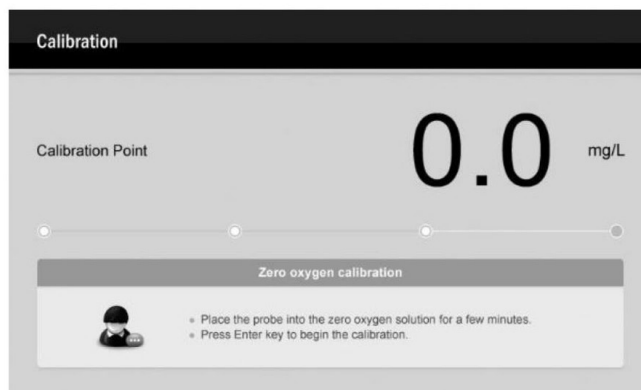 Calibration
Calibration Point
0.0
mg/L
Zero oxygen calibration
Place the probe into the zero oxygen solution for a few minutes.
Press Enter key to begin the calibration.